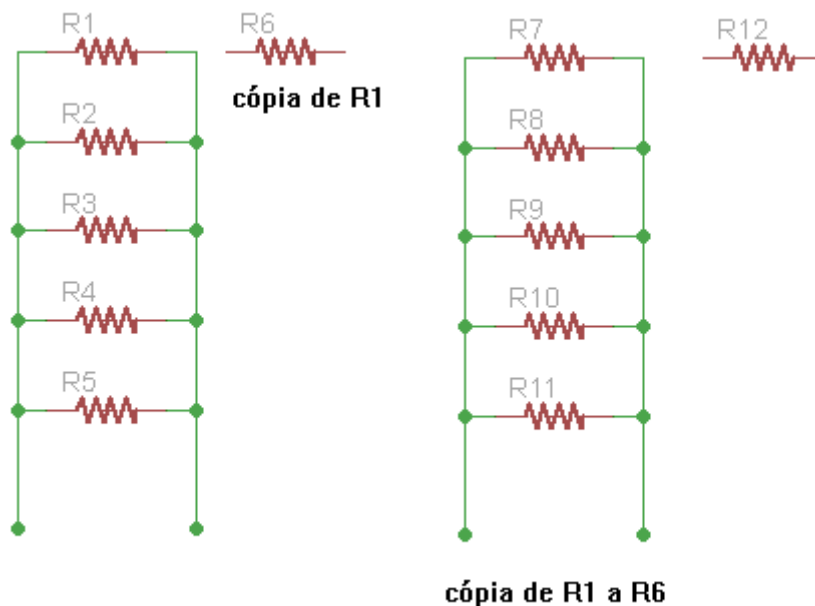 R1
R6
cópia de R1
R2
R3
R4
R5
R7
R12
R8
R9
R10
R11
cópia de R1 a R6